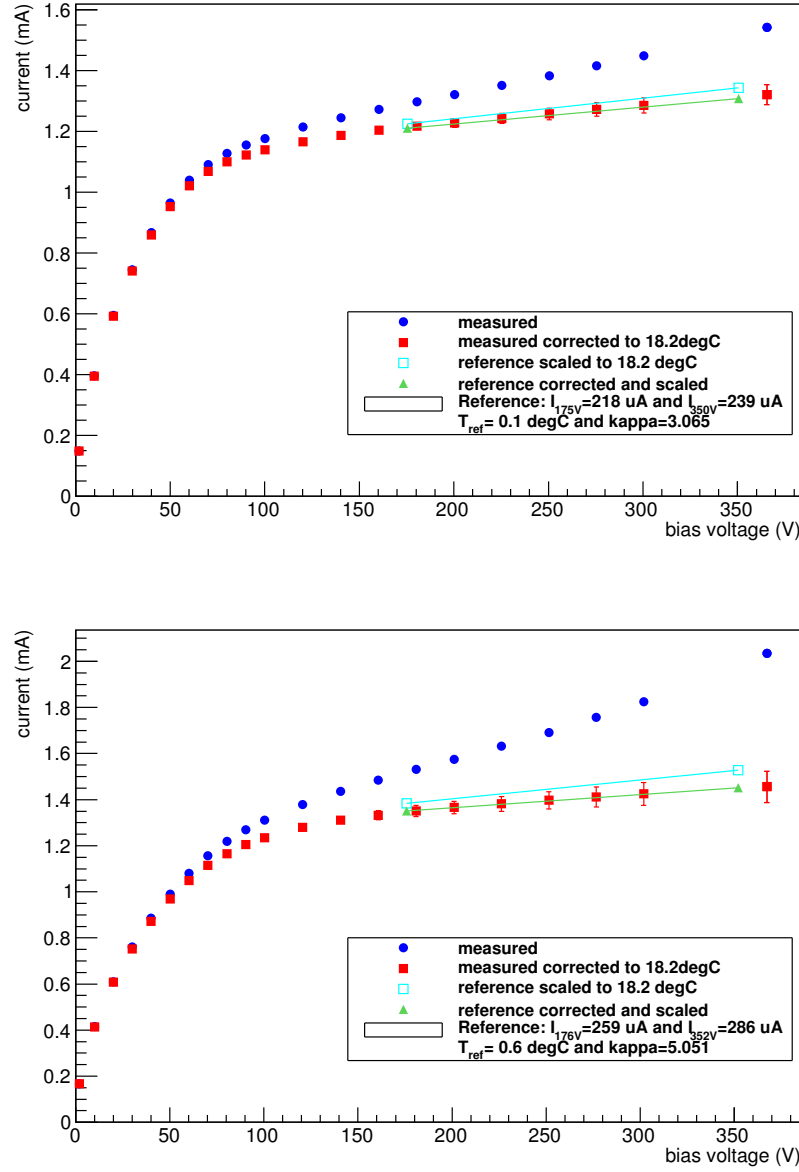 current (mA)
1.6
1.4
1.2
1
0.8
0.6
0.4
0.2
0
measured
measured corrected to 18.2degC
reference scaled to 18.2 degC
reference corrected and scaled
Reference: I_175V=218 uA and I_350V=239 uA
T_ref= 0.1 degC and kappa=3.065
0 50 100 150 200 250 300 350
bias voltage (V)
current (mA)
2
1.8
1.6
1.4
1.2
1
0.8
0.6
0.4
0.2
0
measured
measured corrected to 18.2degC
reference scaled to 18.2 degC
reference corrected and scaled
Reference: I_176V=259 uA and I_352V=286 uA
T_ref= 0.6 degC and kappa=5.051
0 50 100 150 200 250 300 350
bias voltage (V)